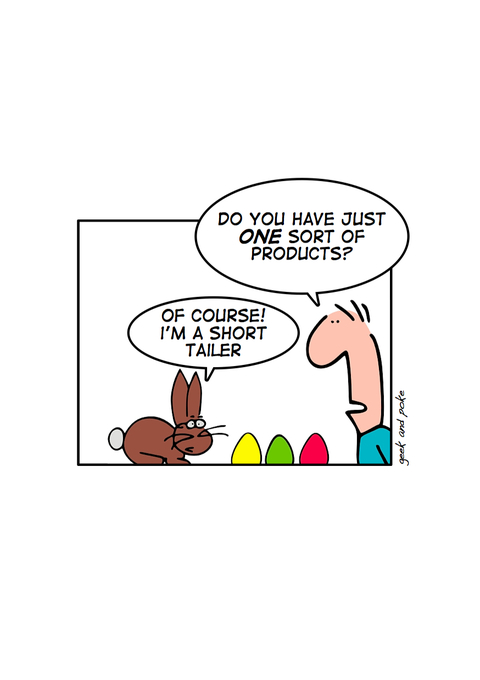 DO YOU HAVE JUST
ONE SORT OF
PRODUCTS?
OF COURSE!
I'M A SHORT
TAILER
geek and poke